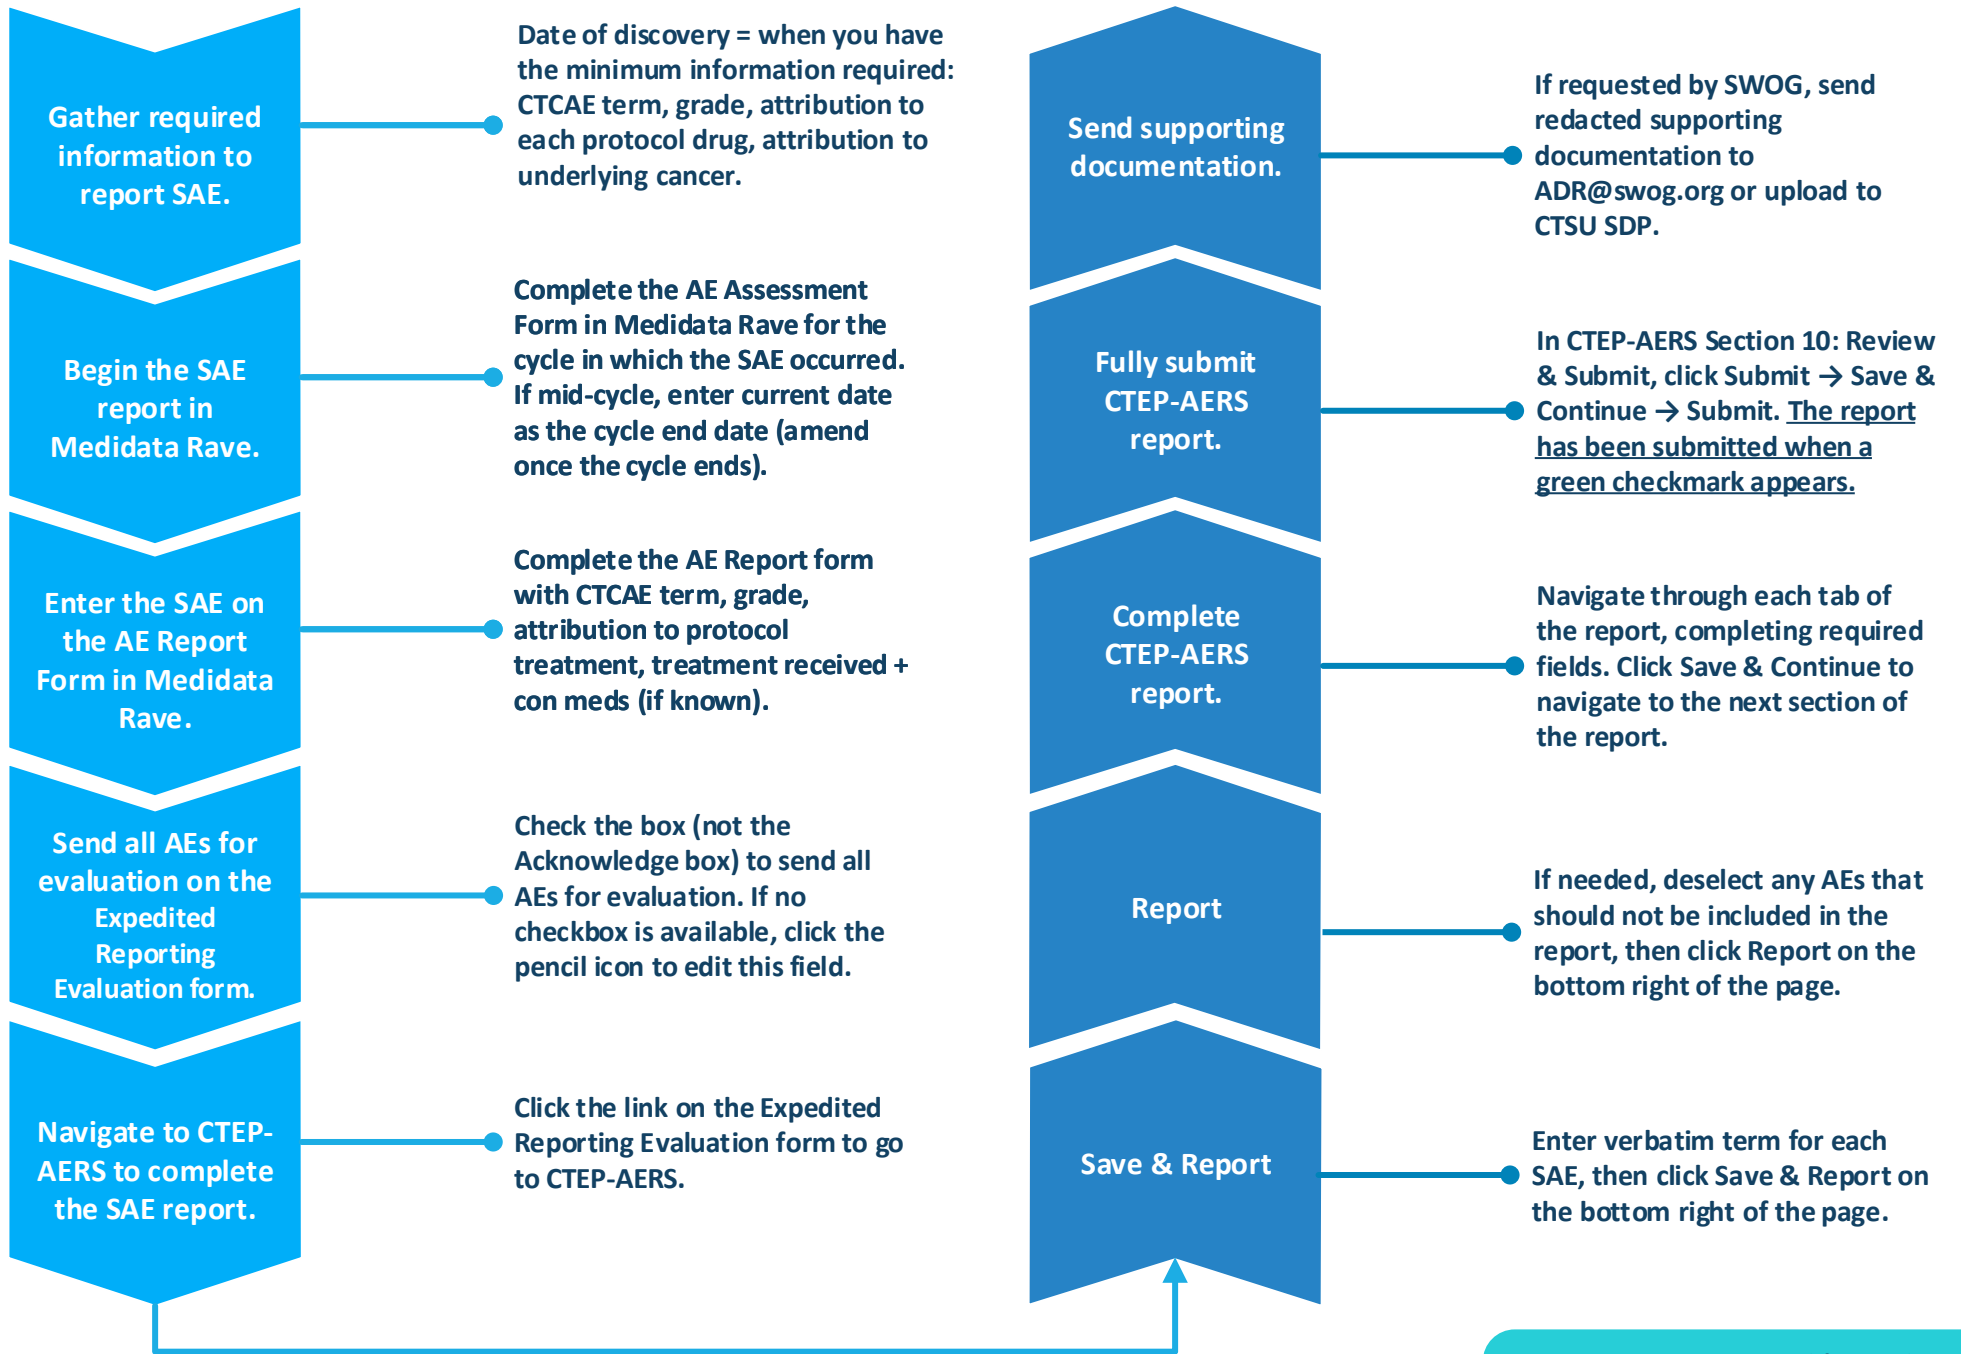 Gather required
information to
report SAE.
Date of discovery = when you have
the minimum information required:
CTCAE term, grade, attribution to
each protocol drug, attribution to
underlying cancer.
Begin the SAE
report in
Medidata Rave.
Complete the AE Assessment
Form in Medidata Rave for the
cycle in which the SAE occurred.
If mid-cycle, enter current date
as the cycle end date (amend
once the cycle ends).
Enter the SAE on
the AE Report
Form in Medidata
Rave.
Complete the AE Report form
with CTCAE term, grade,
attribution to protocol
treatment, treatment received +
con meds (if known).
Send all AEs for
evaluation on the
Expedited
Reporting
Evaluation form.
Check the box (not the
Acknowledge box) to send all
AEs for evaluation. If no
checkbox is available, click the
pencil icon to edit this field.
Navigate to CTEP-
AERS to complete
the SAE report.
Click the link on the Expedited
Reporting Evaluation form to go
to CTEP-AERS.
Save & Report
Enter verbatim term for each
SAE, then click Save & Report on
the bottom right of the page.
Report
If needed, deselect any AEs that
should not be included in the
report, then click Report on the
bottom right of the page.
Complete
CTEP-AERS
report.
Navigate through each tab of
the report, completing required
fields. Click Save & Continue to
navigate to the next section of
the report.
Fully submit
CTEP-AERS
report.
In CTEP-AERS Section 10: Review
& Submit, click Submit → Save &
Continue → Submit. The report
has been submitted when a
green checkmark appears.
Send supporting
documentation.
If requested by SWOG, send
redacted supporting
documentation to
ADR@swog.org or upload to
CTSU SDP.